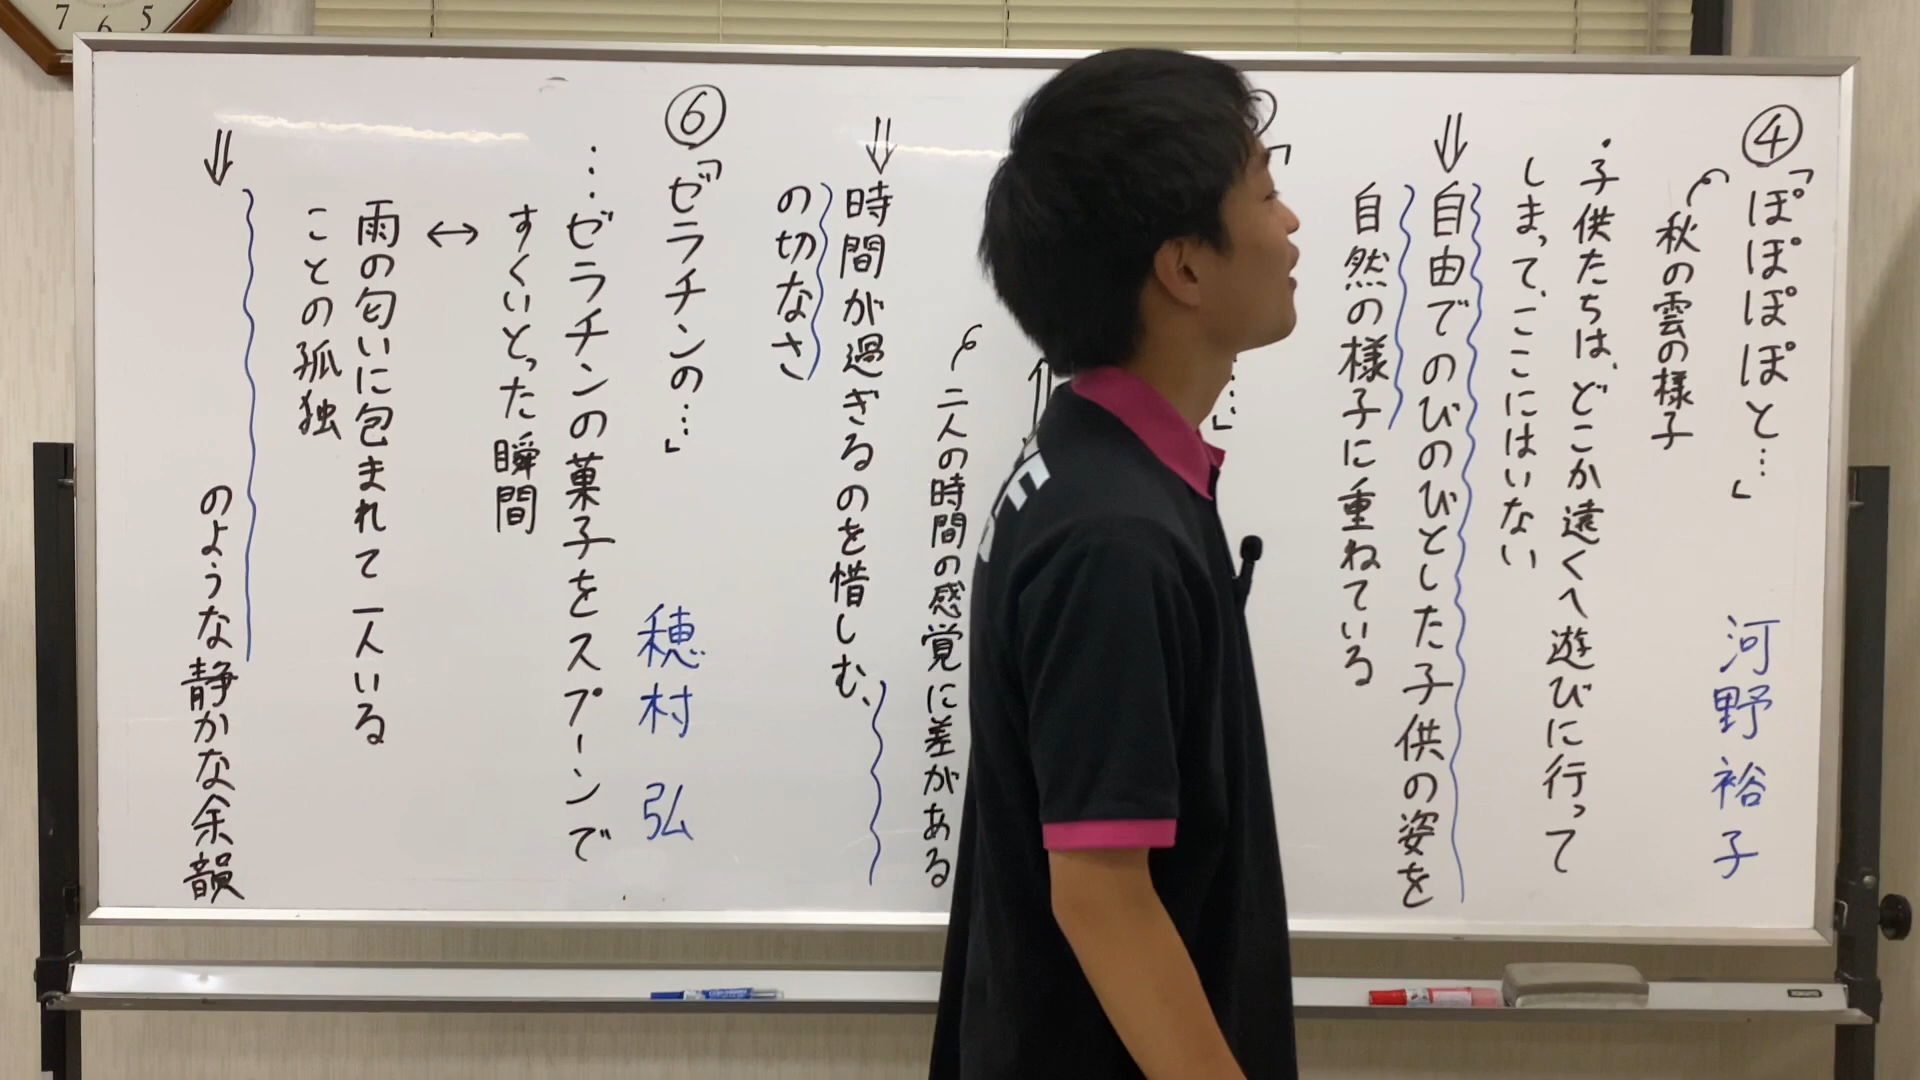 ④「ぽぽぽぽと…」 河野裕子
秋の雲の様子
・子供たちは、どこか遠くへ遊びに行って
しまって、ここにはいない
⇓自由でのびのびとした子供の姿を
自然の様子に重ねている
「
…」
二人の時間の感覚に差がある
⇓時間が過ぎるのを惜しむ、
の切なさ
⑥「ゼラチンの…」 穂村弘
…ゼラチンの菓子をスプーンで
すくいとった瞬間
↔
雨の匂いに包まれて一人いる
ことの孤独
⇓ のような静かな余韻
7 6 5